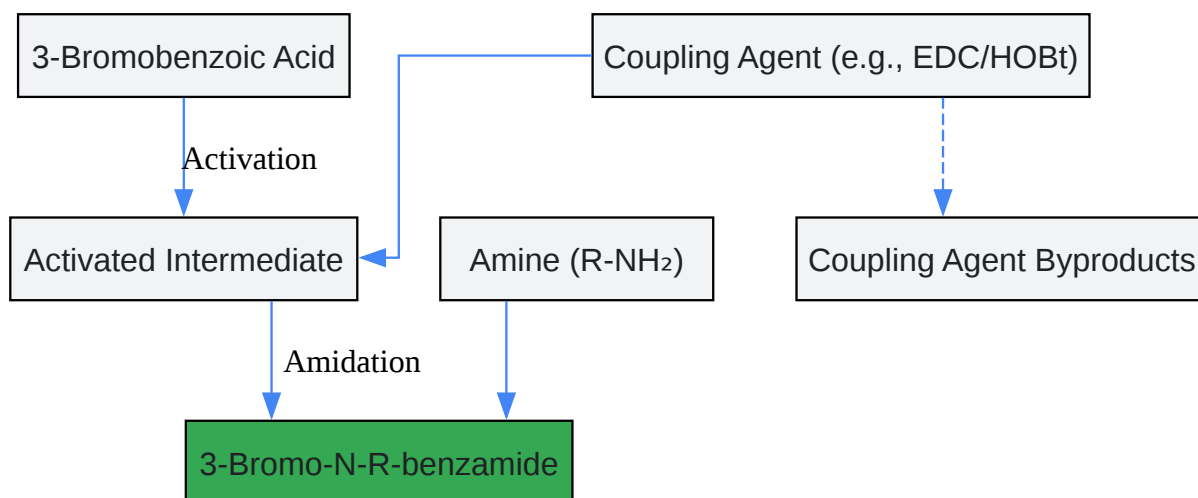 3-Bromobenzoic Acid
Coupling Agent (e.g., EDC/HOBt)
Activation
Activated Intermediate
Amine (R-NH₂)
Coupling Agent Byproducts
Amidation
3-Bromo-N-R-benzamide